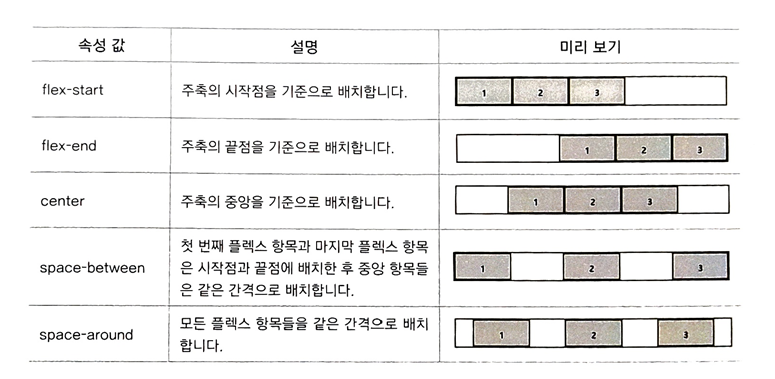 속성 값 설명 미리 보기
flex-start 주축의 시작점을 기준으로 배치합니다. 1 2 3
flex-end 주축의 끝점을 기준으로 배치합니다. 1 2 3
center 주축의 중앙을 기준으로 배치합니다. 1 2 3
첫 번째 플렉스 항목과 마지막 플렉스 항목
space-between 은 시작점과 끝점에 배치한 후 중앙 항목들 1 2 3
은 같은 간격으로 배치합니다.
space-around 모든 플렉스 항목들을 같은 간격으로 배치 1 2 3
합니다.